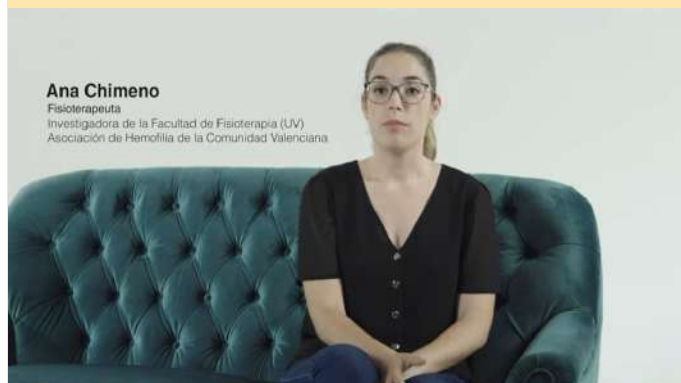 Ana Chimeno
Fisioterapeuta
Investigadora de la Facultad de Fisioterapia (UV)
Asociación de Hemofilia de la Comunidad Valenciana